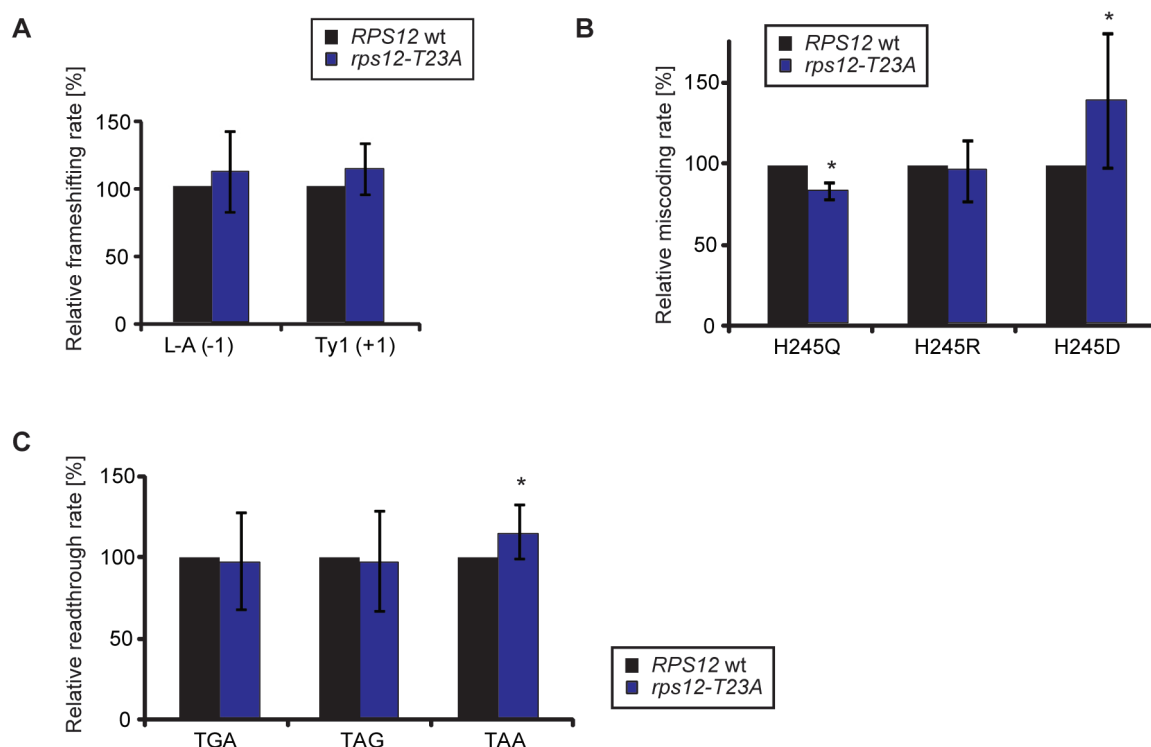 A
RPS12 wt
rps12-T23A
Relative frameshifting rate [%]
150
100
50
0
L-A (-1)
Ty1 (+1)
B
RPS12 wt
rps12-T23A
Relative miscoding rate [%]
150
100
50
0
*
*
H245Q
H245R
H245D
C
Relative readthrough rate [%]
150
100
50
0
*
TGA
TAG
TAA
RPS12 wt
rps12-T23A